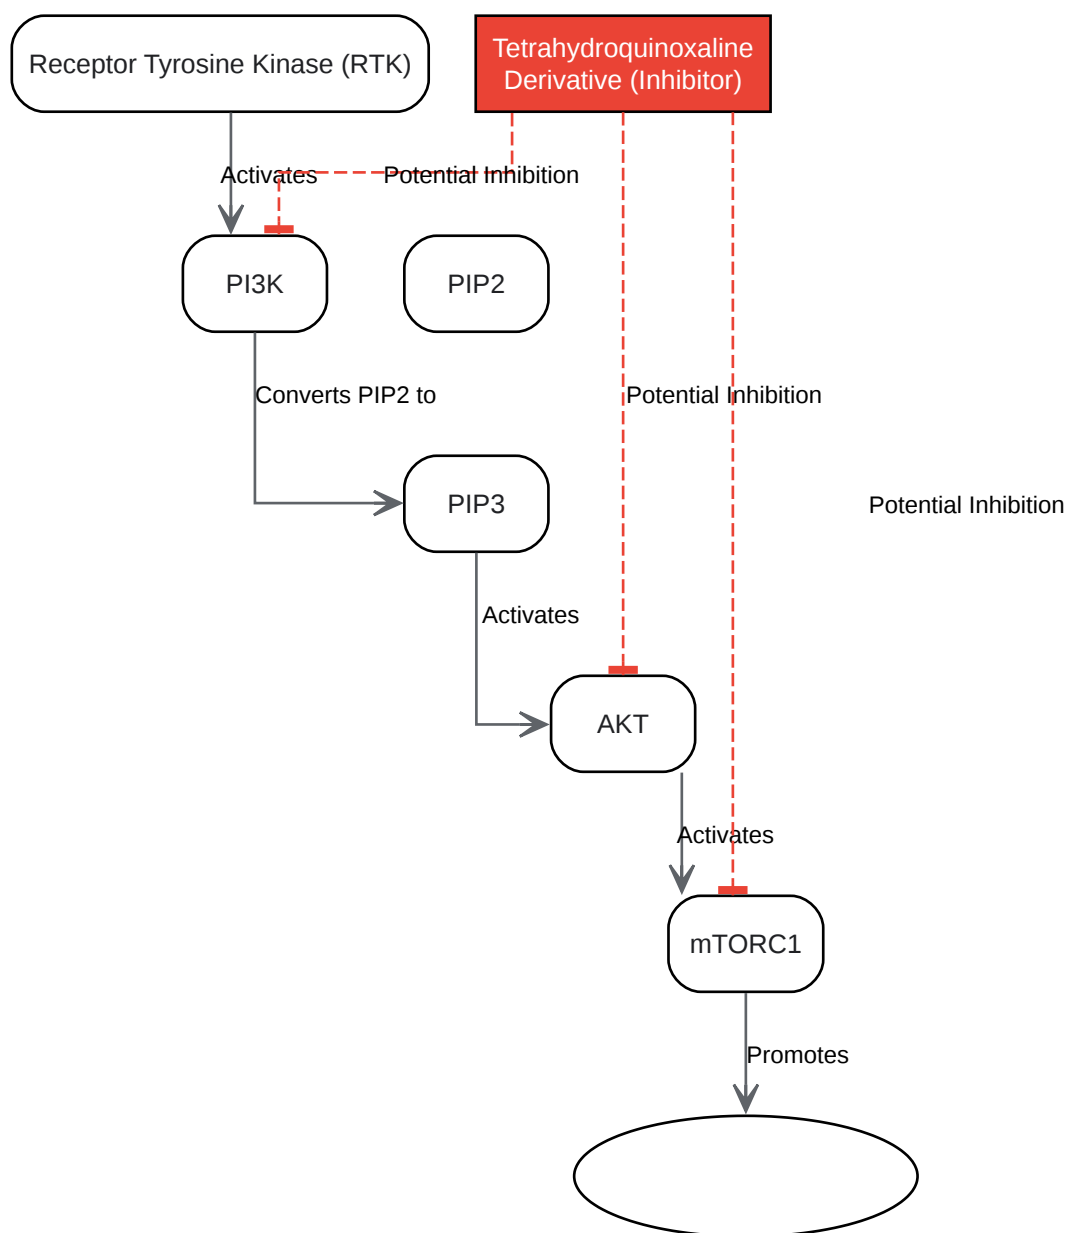 Receptor Tyrosine Kinase (RTK)
Tetrahydroquinoxaline
Derivative (Inhibitor)
Activates
Potential Inhibition
PI3K
PIP2
Converts PIP2 to
Potential Inhibition
PIP3
Potential Inhibition
Activates
AKT
Activates
mTORC1
Promotes